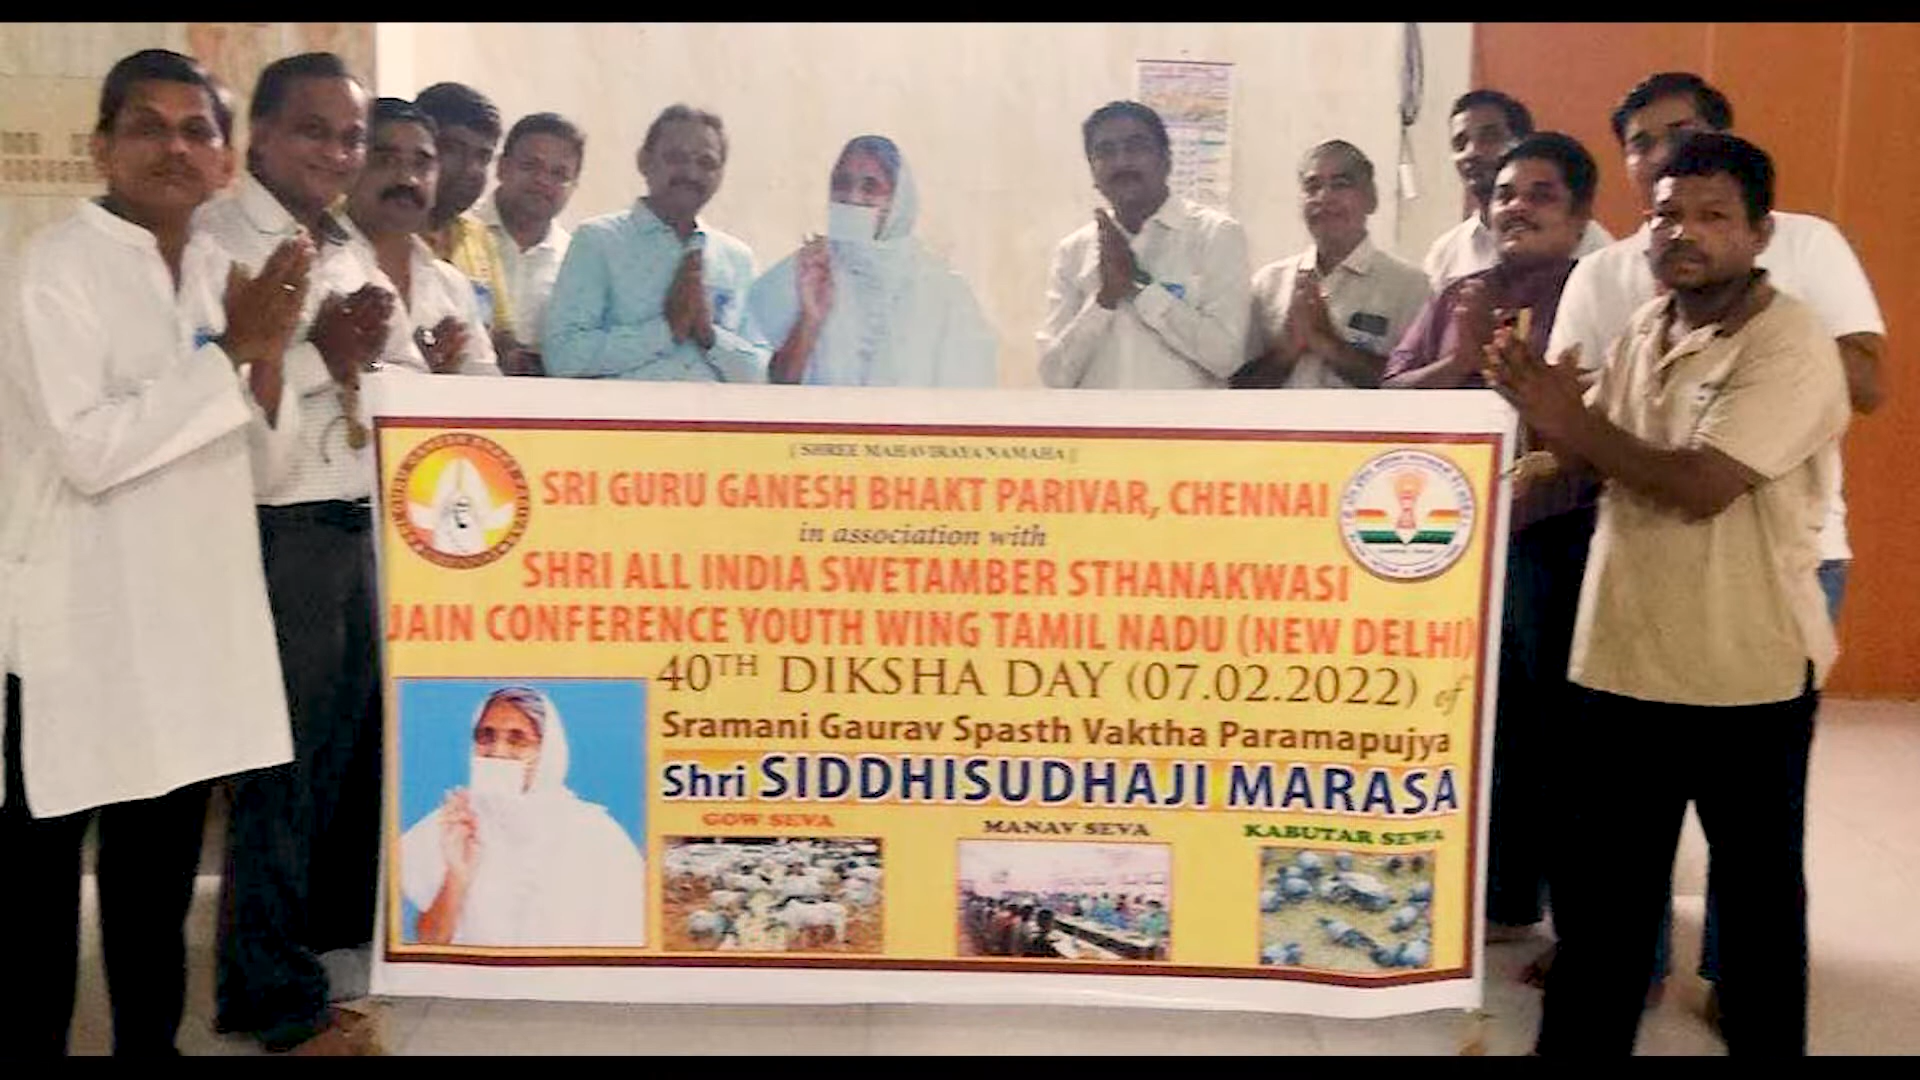 | SHREE MAHAVIRAYA NAMAHA |
SRI GURU GANESH BHAKT PARIVAR, CHENNAI
in association with
SHRI ALL INDIA SWETAMBER STHANAKWASI
JAIN CONFERENCE YOUTH WING TAMIL NADU (NEW DELHI)
40TH DIKSHA DAY (07.02.2022) of
Sramani Gaurav Spasth Vaktha Paramapujya
Shri SIDDHISUDHAJI MARASA
GOW SEVA MANAV SEVA KABUTAR SEWA